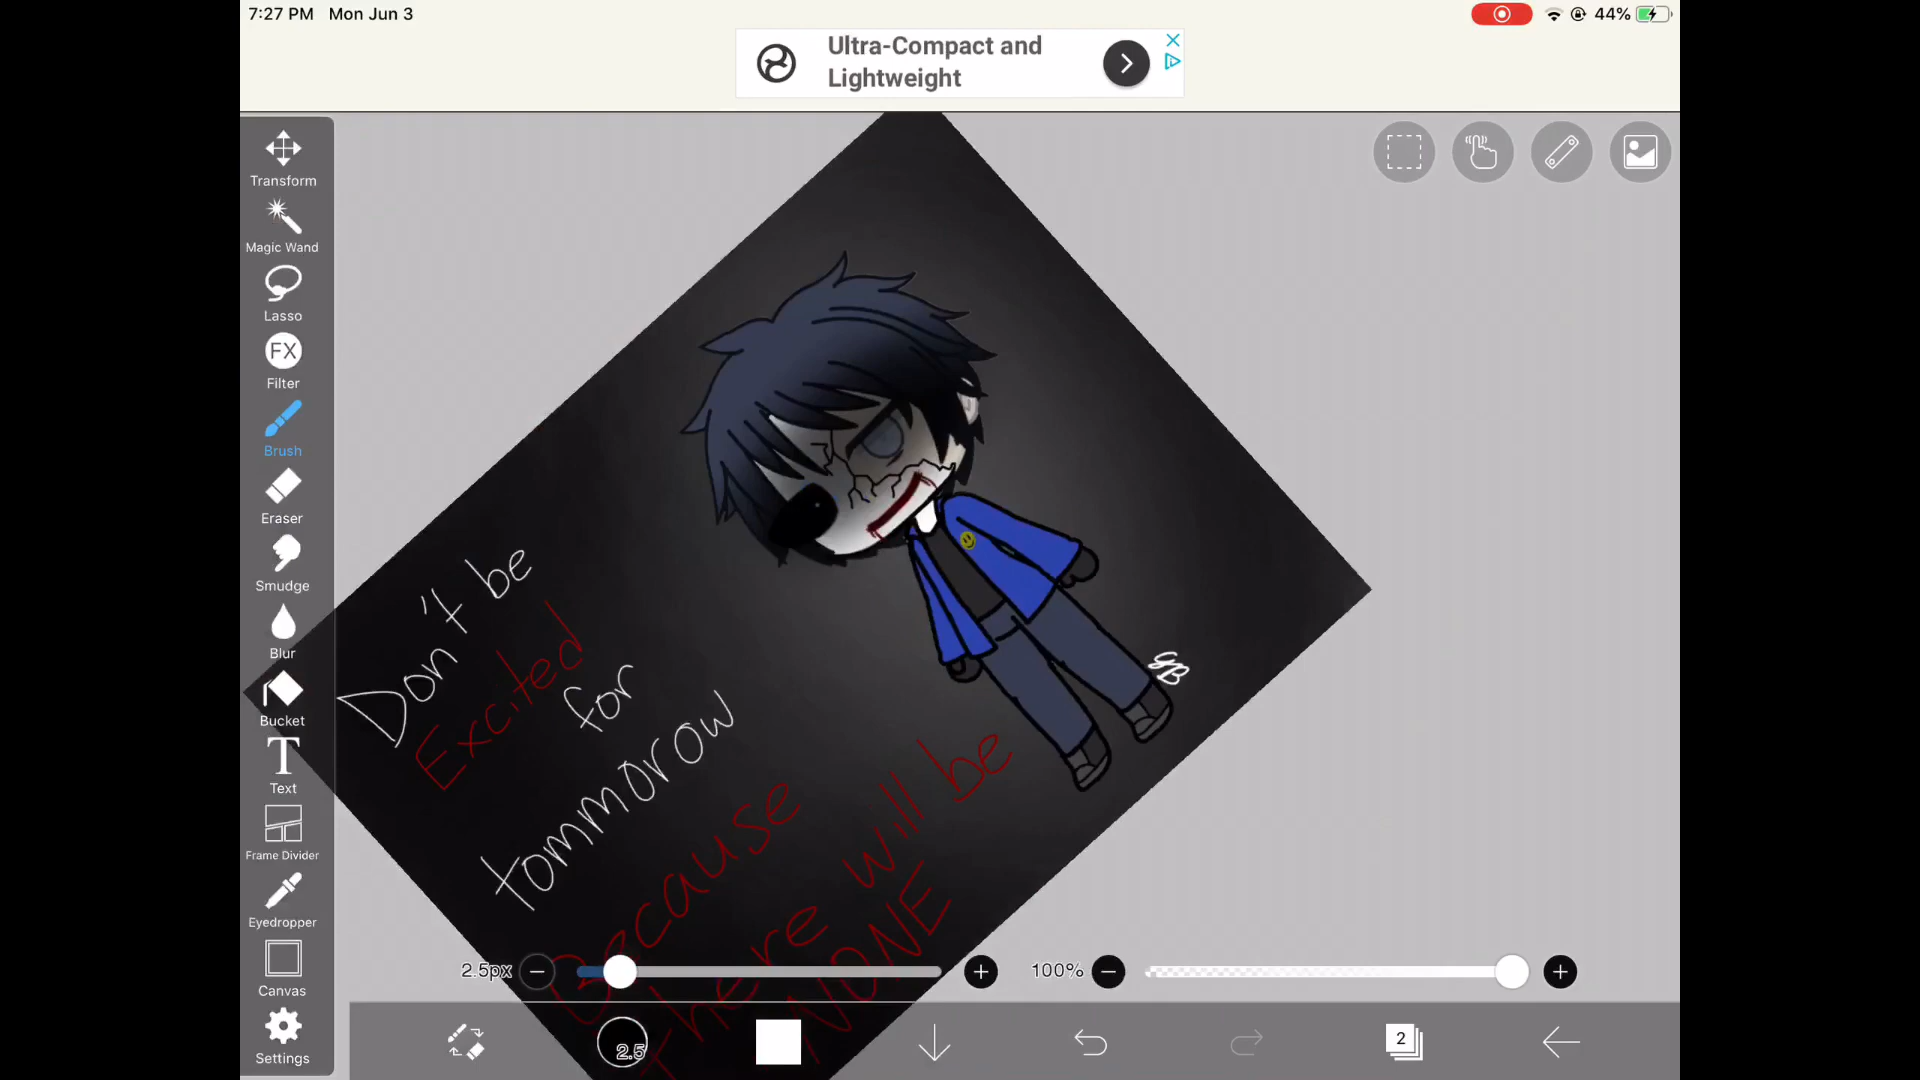 7:27 PM Mon Jun 3
44%
Ultra-Compact and
Lightweight
Transform
Magic Wand
Lasso
FX
Filter
Brush
Eraser
Smudge
Blur
Bucket
T
Text
Frame Divider
Eyedropper
Canvas
Settings
Don't be
Excited
for
tommorow
Because
There will be
NONE
GB
2.5px
100%
2.5
2